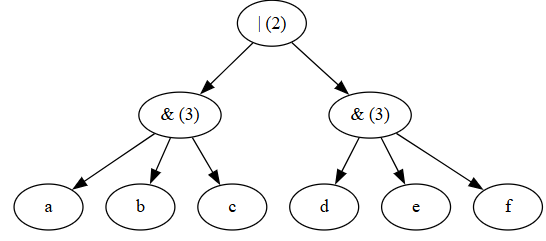 | (2)
& (3) & (3)
a b c d e f